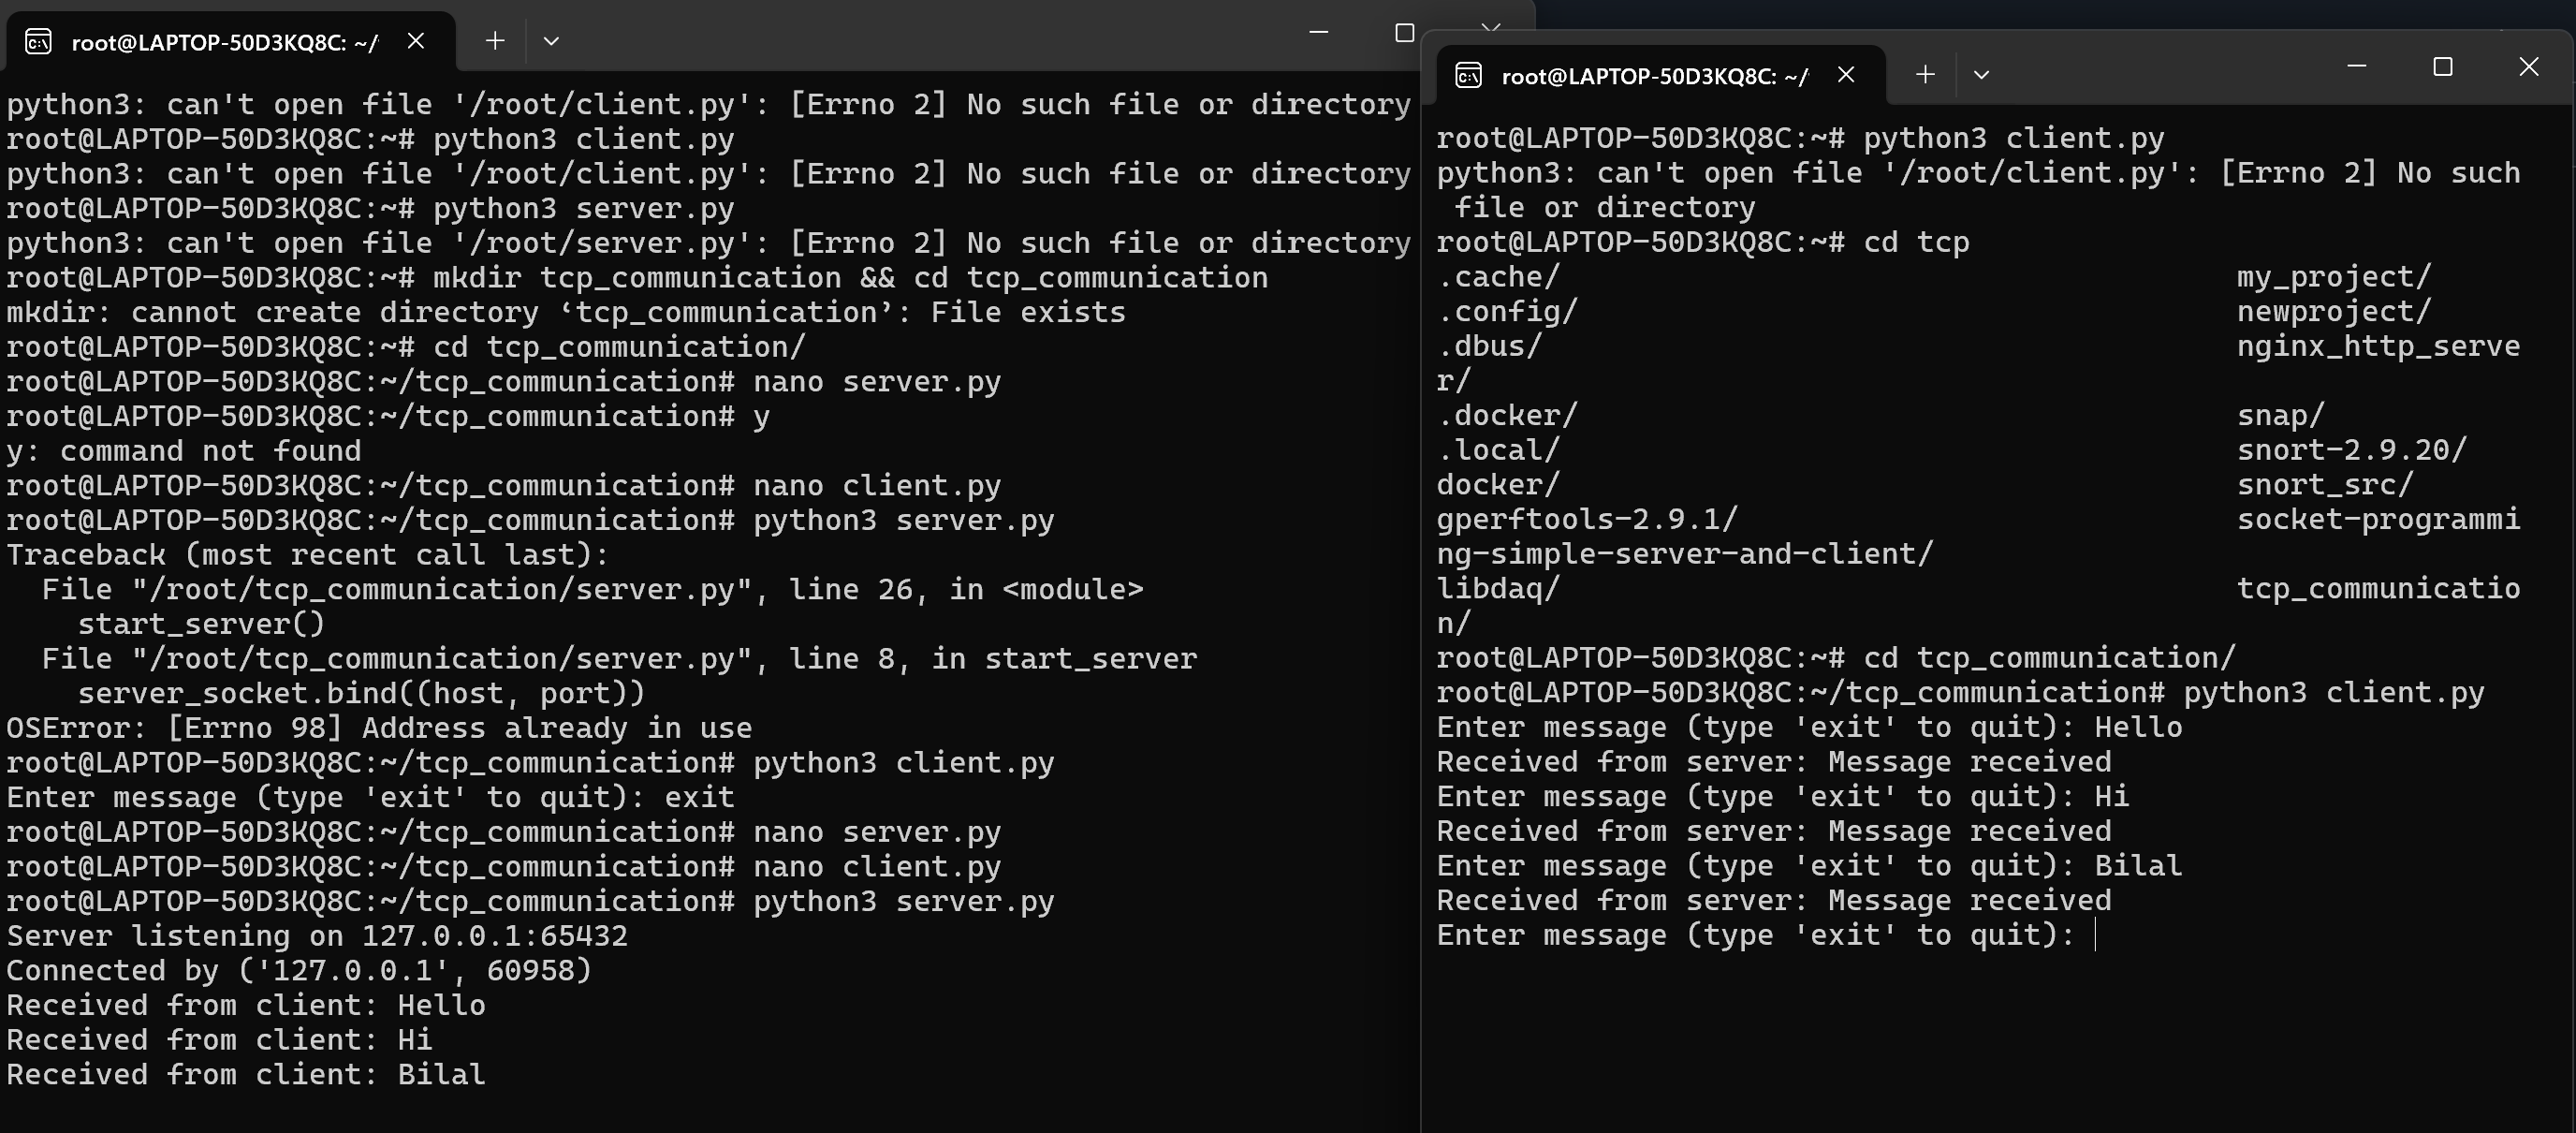 root@LAPTOP-50D3KQ8C: ~/
python3: can't open file '/root/client.py': [Errno 2] No such file or directory
root@LAPTOP-50D3KQ8C:~# python3 client.py
python3: can't open file '/root/client.py': [Errno 2] No such file or directory
root@LAPTOP-50D3KQ8C:~# python3 server.py
python3: can't open file '/root/server.py': [Errno 2] No such file or directory
root@LAPTOP-50D3KQ8C:~# mkdir tcp_communication && cd tcp_communication
mkdir: cannot create directory ‘tcp_communication’: File exists
root@LAPTOP-50D3KQ8C:~# cd tcp_communication/
root@LAPTOP-50D3KQ8C:~/tcp_communication# nano server.py
root@LAPTOP-50D3KQ8C:~/tcp_communication# y
y: command not found
root@LAPTOP-50D3KQ8C:~/tcp_communication# nano client.py
root@LAPTOP-50D3KQ8C:~/tcp_communication# python3 server.py
Traceback (most recent call last):
  File "/root/tcp_communication/server.py", line 26, in <module>
    start_server()
  File "/root/tcp_communication/server.py", line 8, in start_server
    server_socket.bind((host, port))
OSError: [Errno 98] Address already in use
root@LAPTOP-50D3KQ8C:~/tcp_communication# python3 client.py
Enter message (type 'exit' to quit): exit
root@LAPTOP-50D3KQ8C:~/tcp_communication# nano server.py
root@LAPTOP-50D3KQ8C:~/tcp_communication# nano client.py
root@LAPTOP-50D3KQ8C:~/tcp_communication# python3 server.py
Server listening on 127.0.0.1:65432
Connected by ('127.0.0.1', 60958)
Received from client: Hello
Received from client: Hi
Received from client: Bilal
root@LAPTOP-50D3KQ8C: ~/
root@LAPTOP-50D3KQ8C:~# python3 client.py
python3: can't open file '/root/client.py': [Errno 2] No such
 file or directory
root@LAPTOP-50D3KQ8C:~# cd tcp
.cache/ my_project/
.config/ newproject/
.dbus/ nginx_http_serve
r/
.docker/ snap/
.local/ snort-2.9.20/
docker/ snort_src/
gperftools-2.9.1/ socket-programmi
ng-simple-server-and-client/
libdaq/ tcp_communicatio
n/
root@LAPTOP-50D3KQ8C:~# cd tcp_communication/
root@LAPTOP-50D3KQ8C:~/tcp_communication# python3 client.py
Enter message (type 'exit' to quit): Hello
Received from server: Message received
Enter message (type 'exit' to quit): Hi
Received from server: Message received
Enter message (type 'exit' to quit): Bilal
Received from server: Message received
Enter message (type 'exit' to quit):